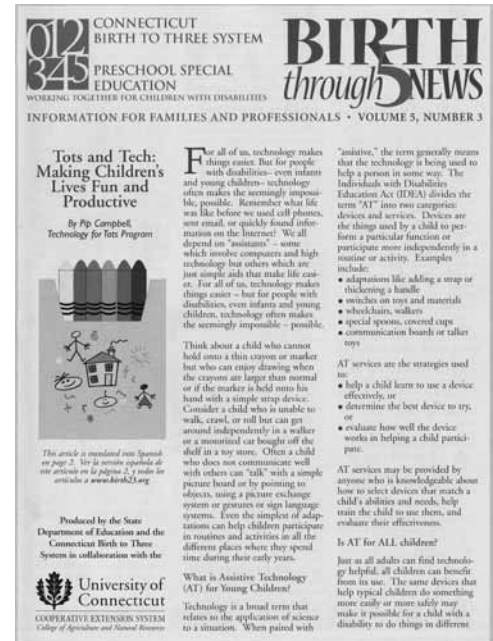 012
345
CONNECTICUT
BIRTH TO THREE SYSTEM
PRESCHOOL SPECIAL
EDUCATION
WORKING TOGETHER FOR CHILDREN WITH DISABILITIES
BIRTH
through 5 NEWS
INFORMATION FOR FAMILIES AND PROFESSIONALS • VOLUME 5, NUMBER 3
Tots and Tech:
Making Children's
Lives Fun and
Productive
By Pip Campbell,
Technology for Tots Program
This article is translated into Spanish
on page 2. Ver la versión española de
este artículo en la página 2, y todos los
artículos a www.birth23.org
Produced by the State
Department of Education and the
Connecticut Birth to Three
System in collaboration with the
University of
Connecticut
COOPERATIVE EXTENSION SYSTEM
College of Agriculture and Natural Resources
For all of us, technology makes
things easier. But for people
with disabilities– even infants
and young children– technology
often makes the seemingly impossi-
ble, possible. Remember what life
was like before we used cell phones,
sent email, or quickly found infor-
mation on the Internet? We all
depend on "assistants" – some
which involve computers and high
technology but others which are
just simple aids that make life easi-
er. For all of us, technology makes
things easier – but for people with
disabilities, even infants and young
children, technology often makes
the seemingly impossible – possible.
Think about a child who cannot
hold onto a thin crayon or marker
but who can enjoy drawing when
the crayons are larger than normal
or if the marker is held onto his
hand with a simple strap device.
Consider a child who is unable to
walk, crawl, or roll but can get
around independently in a walker
or a motorized car bought off the
shelf in a toy store. Often a child
who does not communicate well
with others can "talk" with a simple
picture board or by pointing to
objects, using a picture exchange
system or gestures or sign language
systems. Even the simplest of adap-
tations can help children participate
in routines and activities in all the
different places where they spend
time during their early years.
What is Assistive Technology
(AT) for Young Children?
Technology is a broad term that
relates to the application of science
to a situation. When paired with
"assistive," the term generally means
that the technology is being used to
help a person in some way. The
Individuals with Disabilities
Education Act (IDEA) divides the
term "AT" into two categories:
devices and services. Devices are
the things used by a child to per-
form a particular function or
participate more independently in a
routine or activity. Examples
include:
• adaptations like adding a strap or
thickening a handle
• switches on toys and materials
• wheelchairs, walkers
• special spoons, covered cups
• communication boards or talker
toys
AT services are the strategies used
to:
• help a child learn to use a device
effectively, or
• determine the best device to try,
or
• evaluate how well the device
works in helping a child partici-
pate.
AT services may be provided by
anyone who is knowledgeable about
how to select devices that match a
child's abilities and needs, help
train the child to use them, and
evaluate their effectiveness.
Is AT for ALL children?
Just as all adults can find technolo-
gy helpful, all children can benefit
from its use. The same devices that
help typical children do something
more easily or more safely may
make it possible for a child with a
disability to do things in different